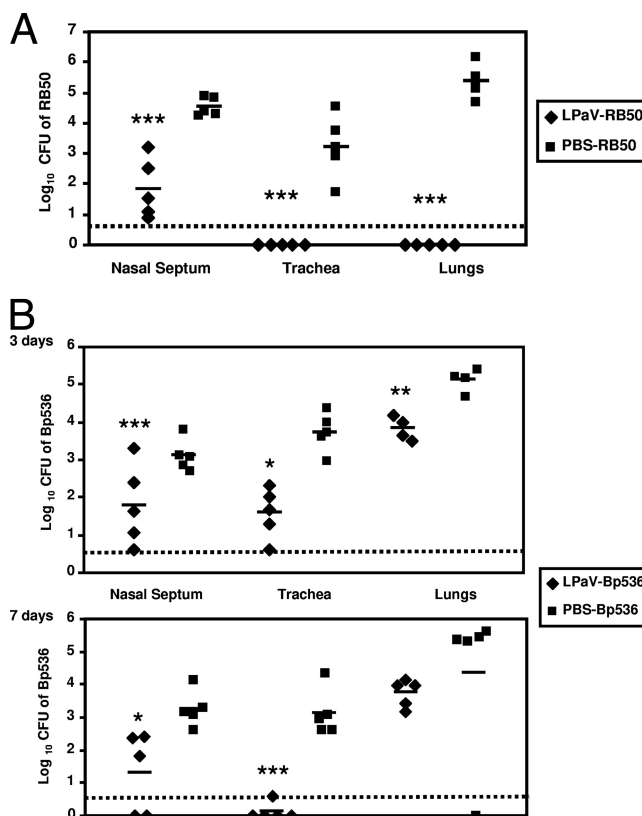 A
7
6
5
4
3
2
1
0
Log10 CFU of RB50
***
***
***
Nasal Septum Trachea Lungs
LPaV-RB50
PBS-RB50
B
3 days
6
5
4
3
2
1
0
Log 10 CFU of Bp536
***
*
**
Nasal Septum Trachea Lungs
LPaV-Bp536
PBS-Bp536
7 days
6
5
4
3
2
1
0
Log 10 CFU of Bp536
*
***